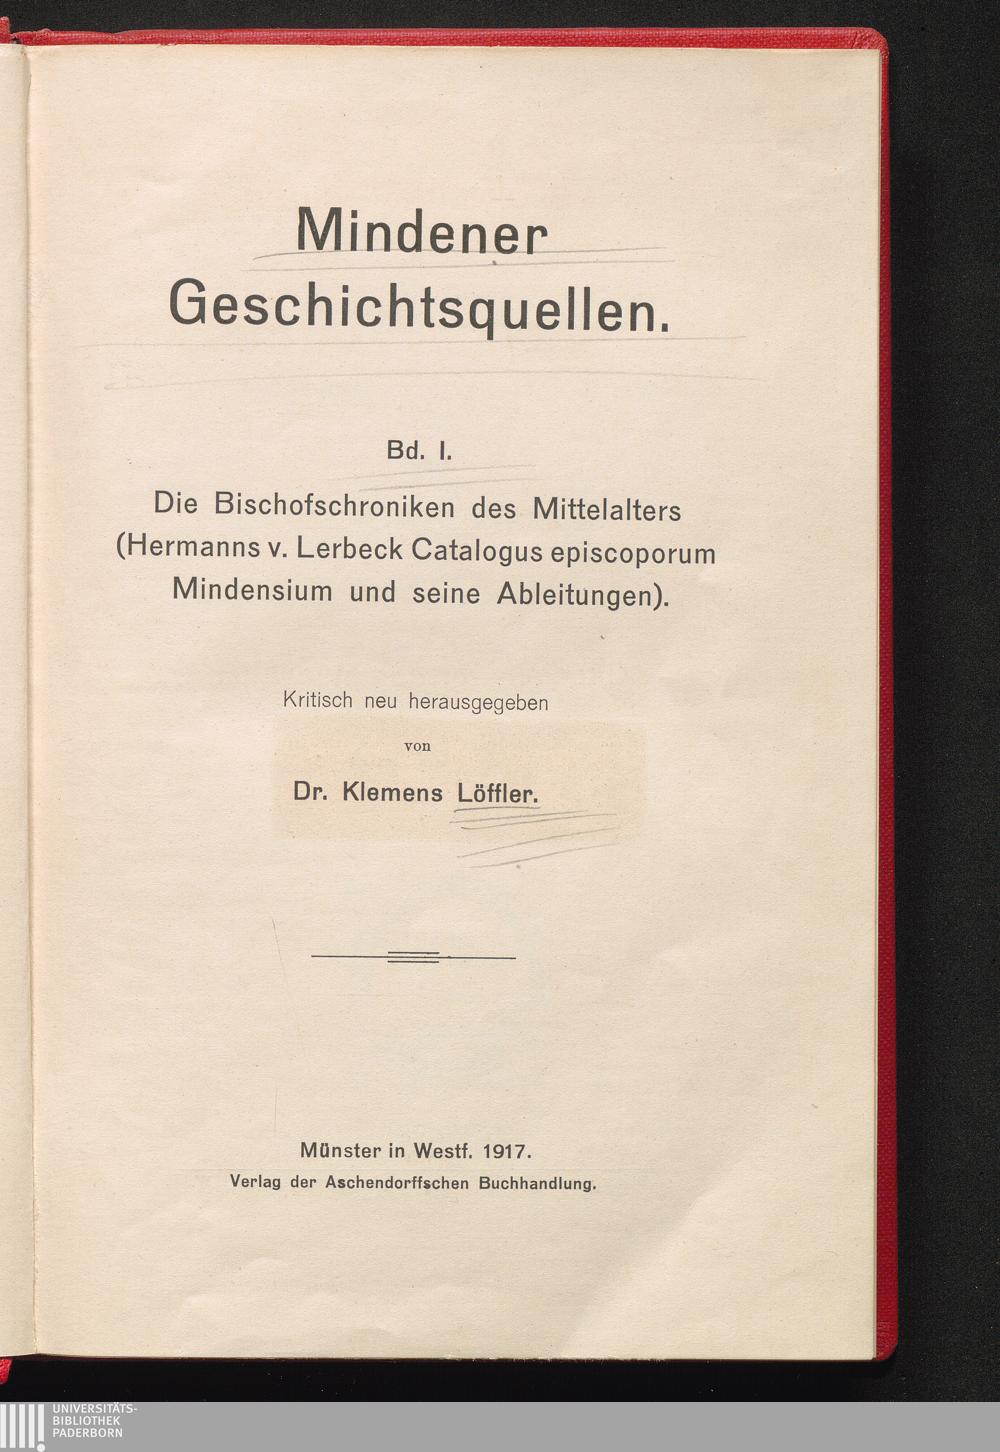 Mindener
Geschichtsquellen.
Bd. I.
Die Bischofschroniken des Mittelalters
(Hermanns v. Lerbeck Catalogus episcoporum
Mindensium und seine Ableitungen).
Kritisch neu herausgegeben
von
Dr. Klemens Löffler.
Münster in Westf. 1917.
Verlag der Aschendorffschen Buchhandlung.
UNIVERSITÄTS-
BIBLIOTHEK
PADERBORN